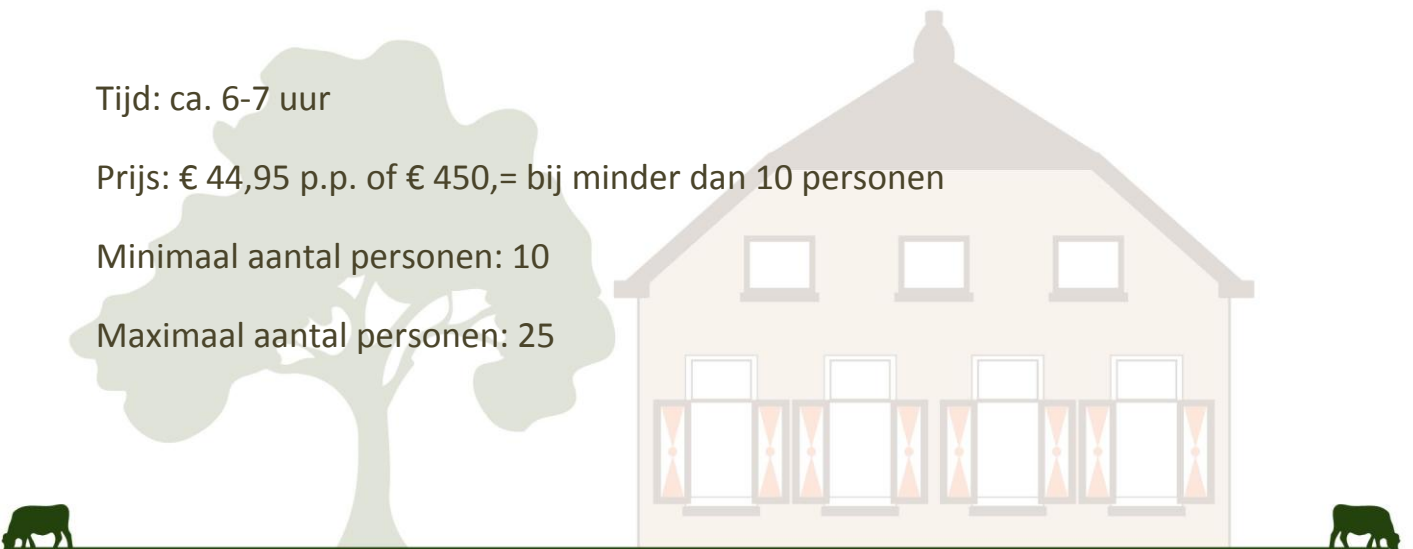 Tijd: ca. 6-7 uur
Prijs: € 44,95 p.p. of € 450,= bij minder dan 10 personen
Minimaal aantal personen: 10
Maximaal aantal personen: 25